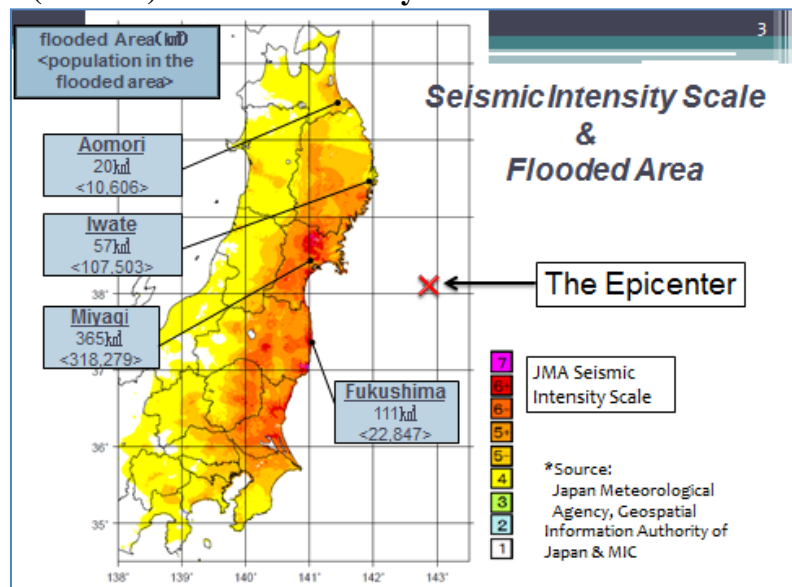 3
flooded Area(k㎡)
<population in the
flooded area>
Seismic Intensity Scale
&
Flooded Area
Aomori
20k㎡
<10,606>
Iwate
57k㎡
<107,503>
The Epicenter
38°
Miyagi
365k㎡
<318,279>
37
Fukushima
111k㎡
<22,847>
36°
35°
138°
139°
140°
141°
142°
143°
7
6+
6-
5+
5-
4
3
2
1
JMA Seismic
Intensity Scale
*Source:
Japan Meteorological
Agency, Geospatial
Information Authority of
Japan & MIC